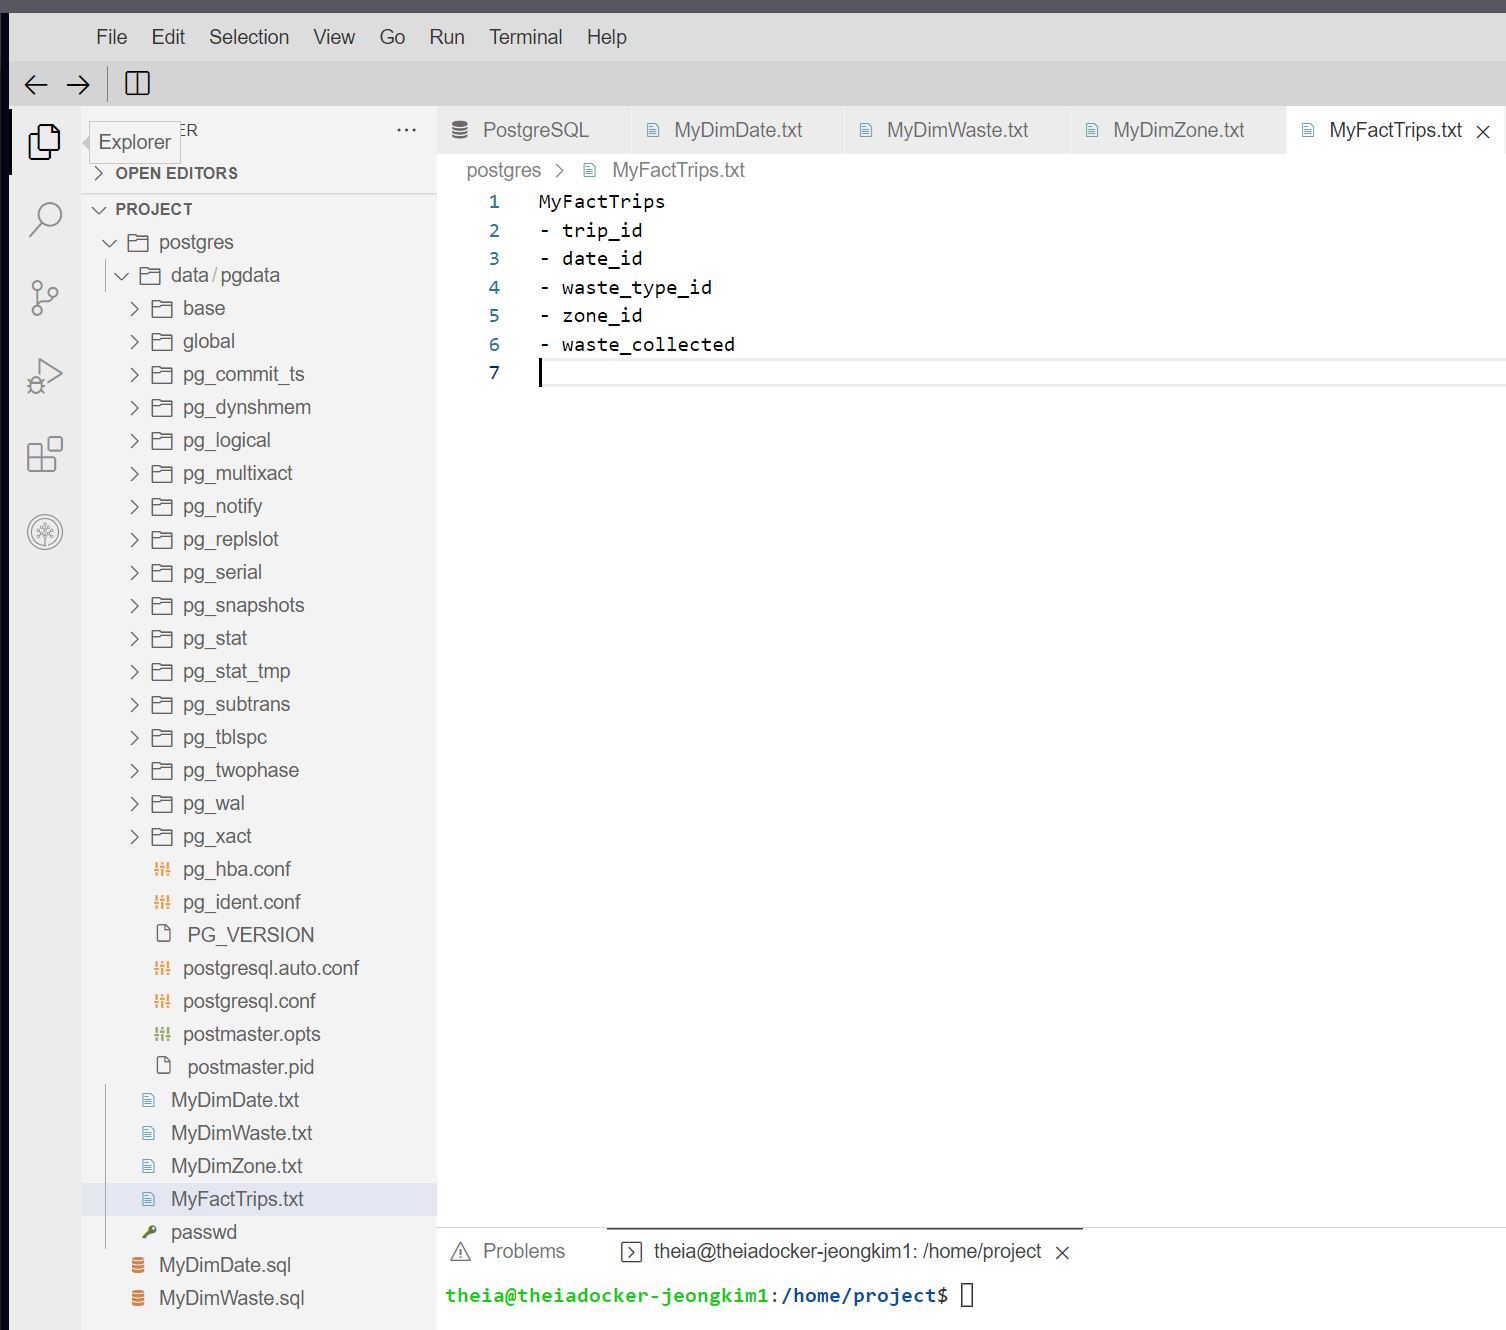 File Edit Selection View Go Run Terminal Help
Explorer
ER
OPEN EDITORS
PROJECT
postgres
data / pgdata
base
global
pg_commit_ts
pg_dynshmem
pg_logical
pg_multixact
pg_notify
pg_replslot
pg_serial
pg_snapshots
pg_stat
pg_stat_tmp
pg_subtrans
pg_tblspc
pg_twophase
pg_wal
pg_xact
pg_hba.conf
pg_ident.conf
PG_VERSION
postgresql.auto.conf
postgresql.conf
postmaster.opts
postmaster.pid
MyDimDate.txt
MyDimWaste.txt
MyDimZone.txt
MyFactTrips.txt
passwd
MyDimDate.sql
MyDimWaste.sql
PostgreSQL MyDimDate.txt MyDimWaste.txt MyDimZone.txt MyFactTrips.txt
postgres > MyFactTrips.txt
1 MyFactTrips
2 - trip_id
3 - date_id
4 - waste_type_id
5 - zone_id
6 - waste_collected
7
Problems theia@theiadocker-jeongkim1: /home/project
theia@theiadocker-jeongkim1:/home/project$